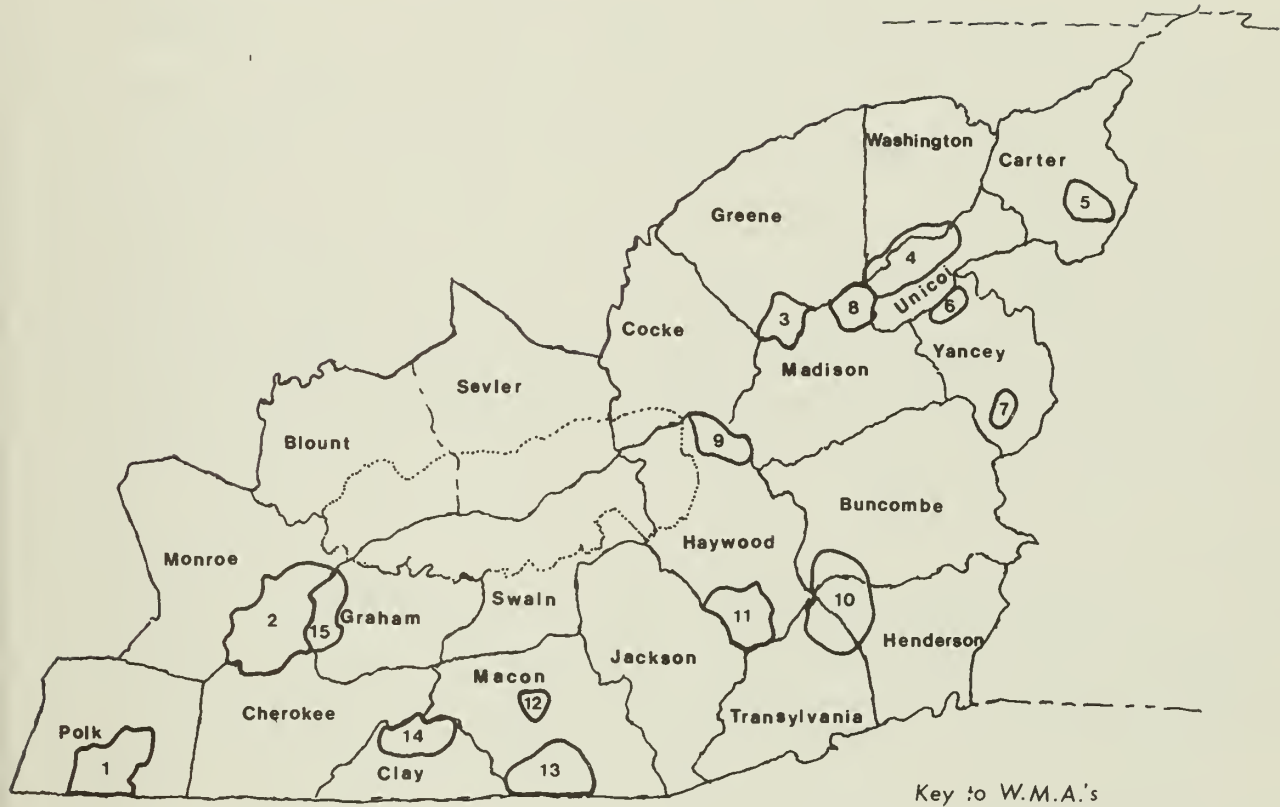 Washington
Carter
5
Greene
4
Unicoi
8
6
3
Cocke
Yancey
Madison
Sevier
7
Blount
9
Buncombe
Haywood
Monroe
Swain
10
2
15
Graham
11
Henderson
Jackson
Macon
12
Cherokee
Transylvania
Polk
14
1
Clay
13
Key to W.M.A.'s